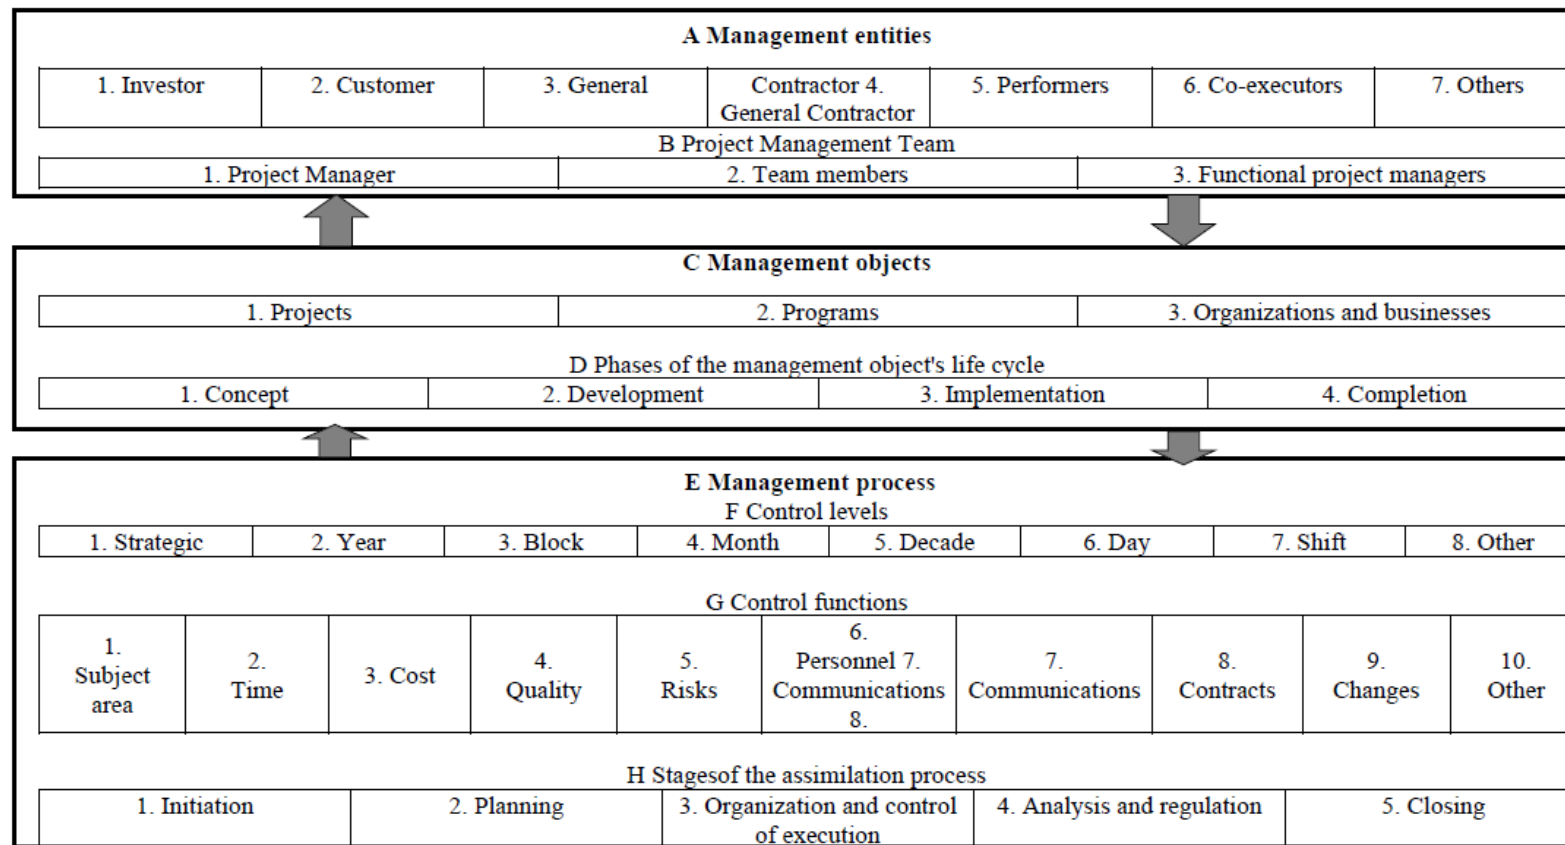 A Management entities
1. Investor
2. Customer
3. General
Contractor 4.
General Contractor
5. Performers
6. Co-executors
7. Others
B Project Management Team
1. Project Manager
2. Team members
3. Functional project managers
C Management objects
1. Projects
2. Programs
3. Organizations and businesses
D Phases of the management object's life cycle
1. Concept
2. Development
3. Implementation
4. Completion
E Management process
F Control levels
1. Strategic
2. Year
3. Block
4. Month
5. Decade
6. Day
7. Shift
8. Other
G Control functions
1.
Subject
area
2.
Time
3. Cost
4.
Quality
5.
Risks
6.
Personnel 7.
Communications
8.
7.
Communications
8.
Contracts
9.
Changes
10.
Other
H Stagesof the assimilation process
1. Initiation
2. Planning
3. Organization and control
of execution
4. Analysis and regulation
5. Closing